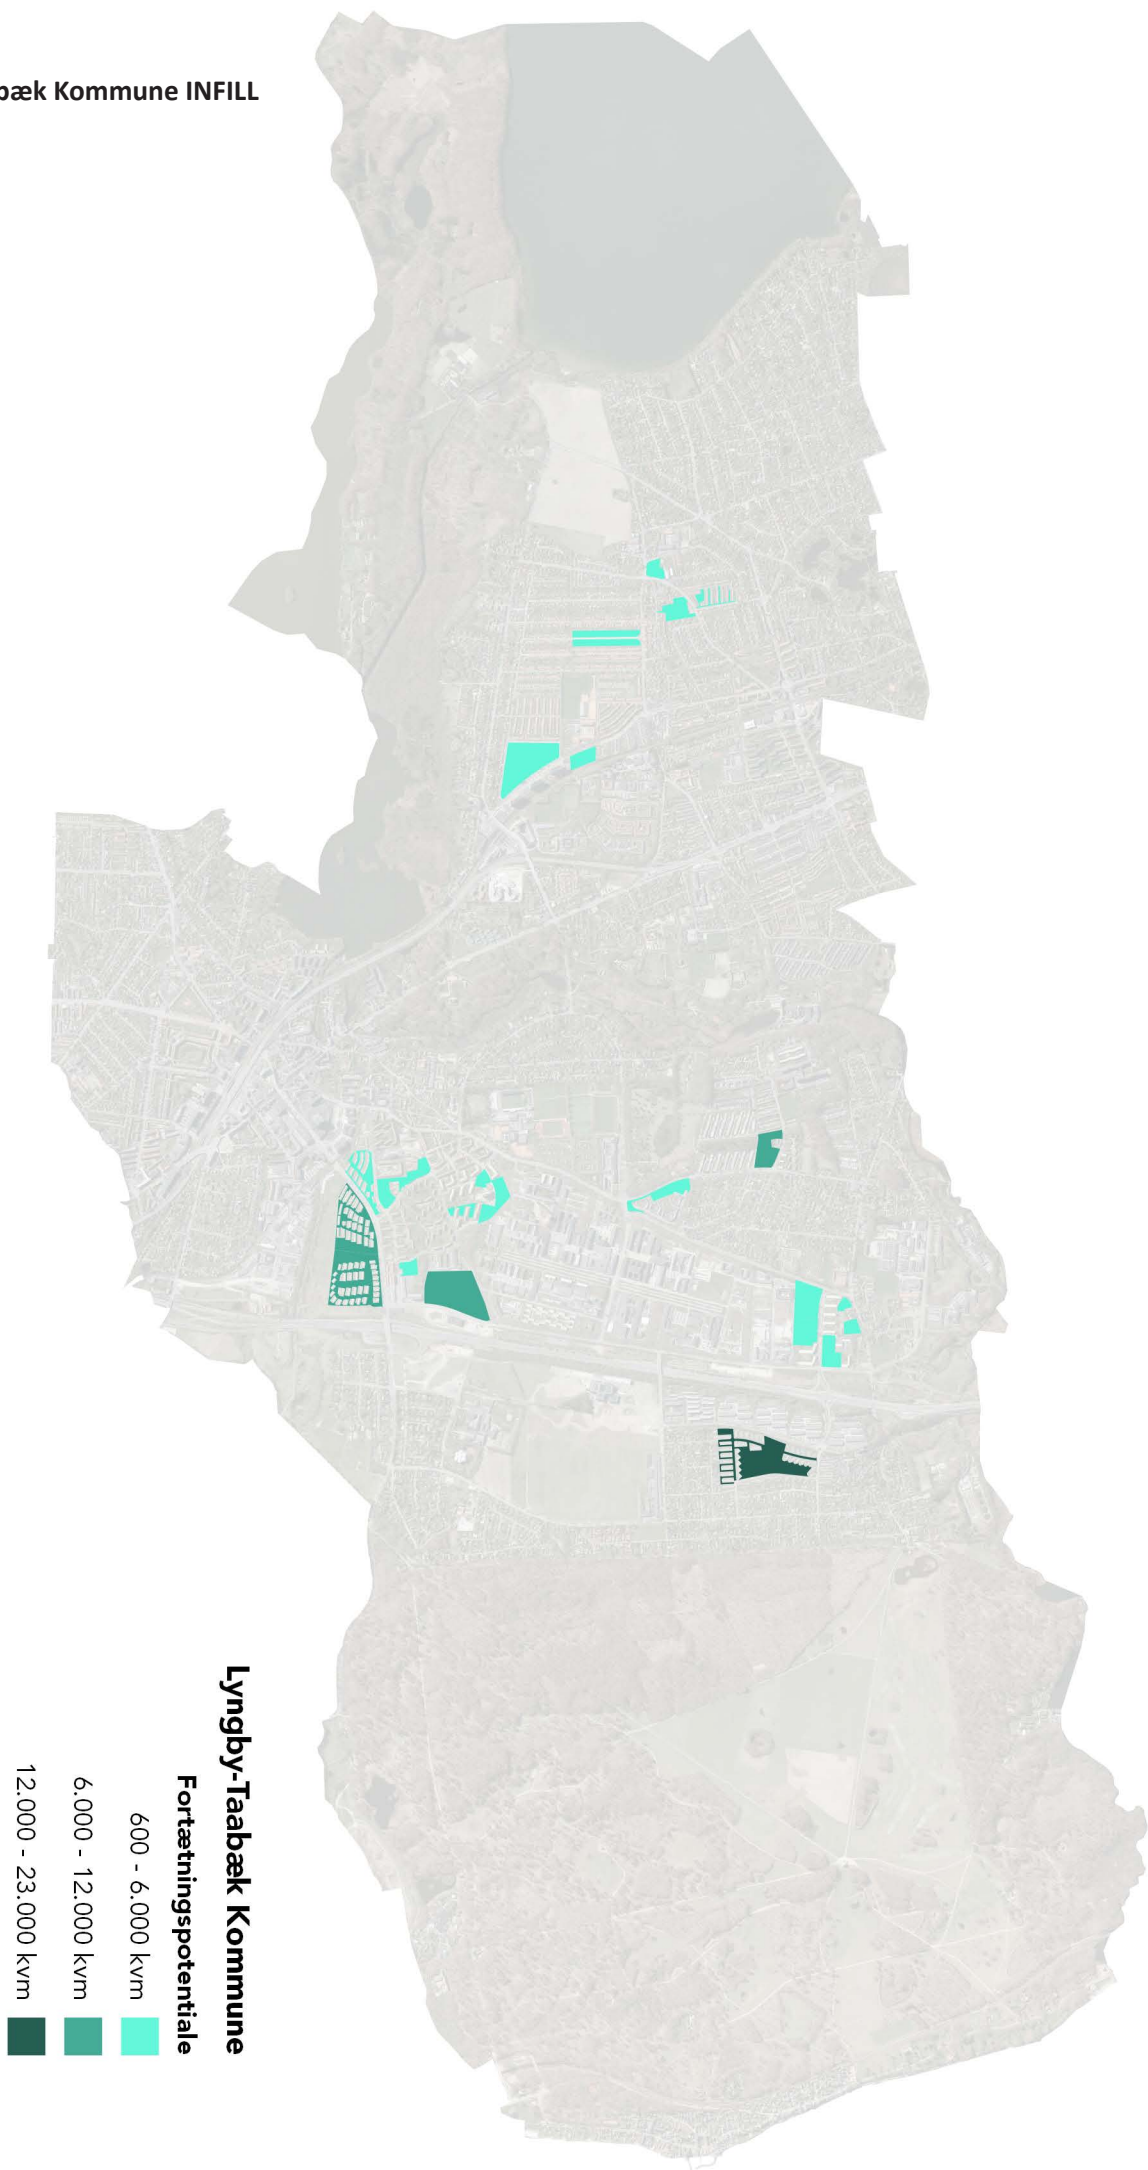 bæk Kommune INFILL
Lyngby-Taabæk Kommune
Fortætningspotentiale
600 - 6.000 kvm
6.000 - 12.000 kvm
12.000 - 23.000 kvm